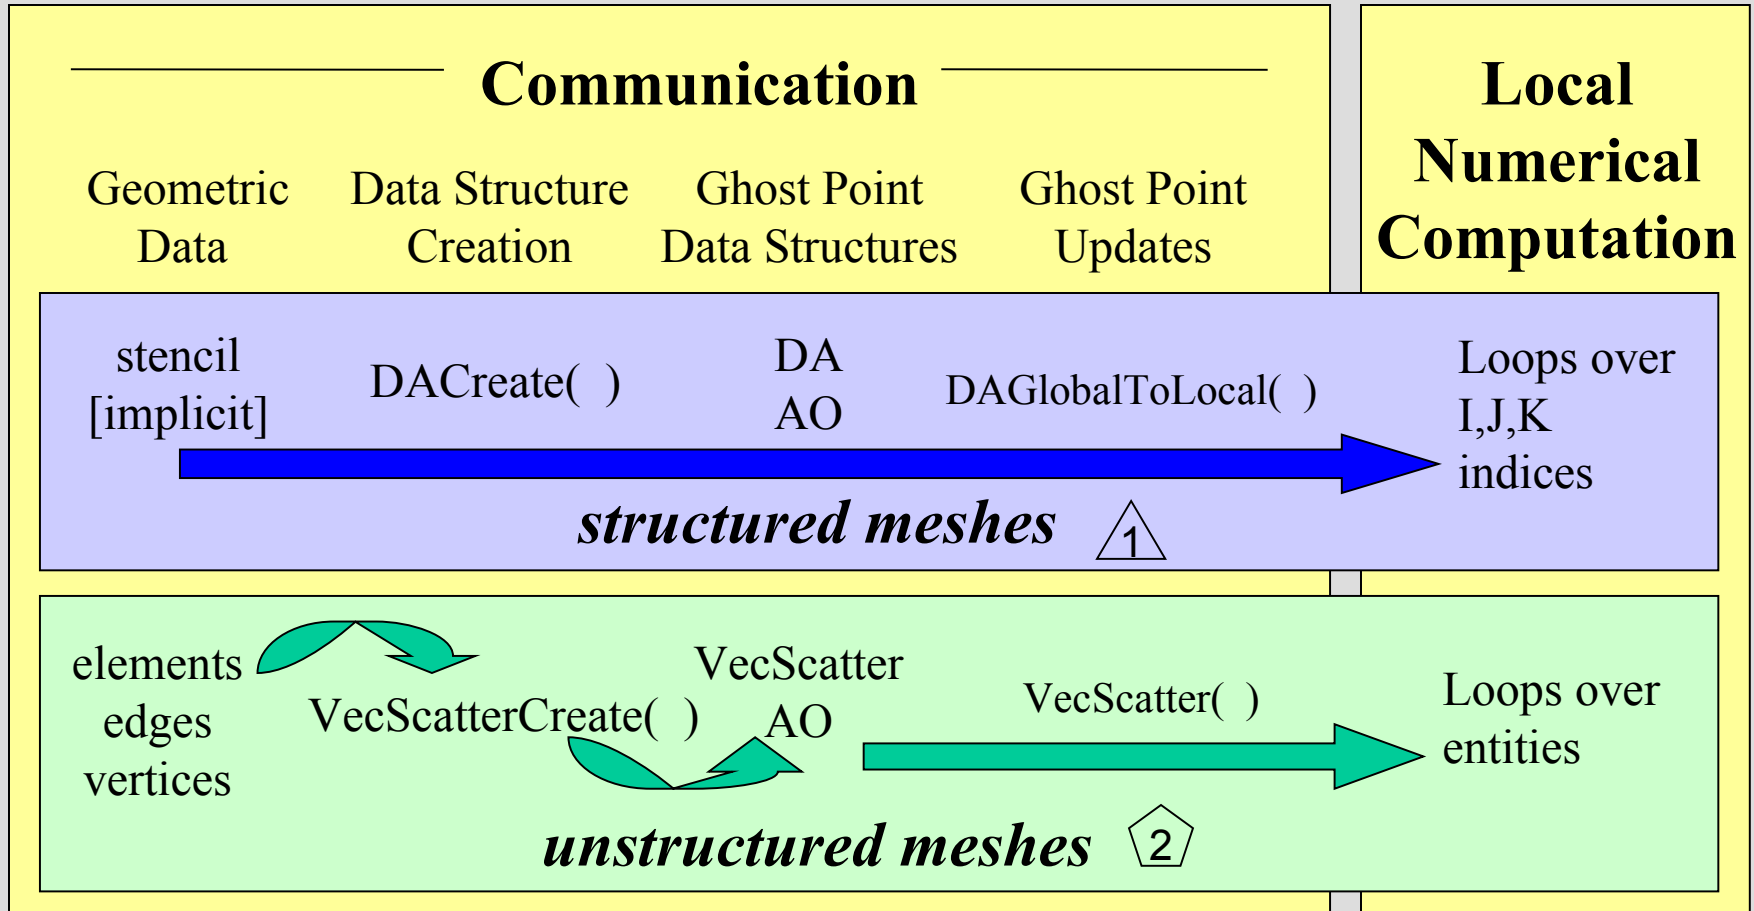 Communication
Local
Numerical
Computation
Geometric
Data
Data Structure
Creation
Ghost Point
Data Structures
Ghost Point
Updates
stencil
[implicit]
DACreate( )
DA
AO
DAGlobalToLocal( )
Loops over
I,J,K
indices
structured meshes 1
elements
edges
vertices
VecScatterCreate( )
VecScatter
AO
VecScatter( )
Loops over
entities
unstructured meshes 2